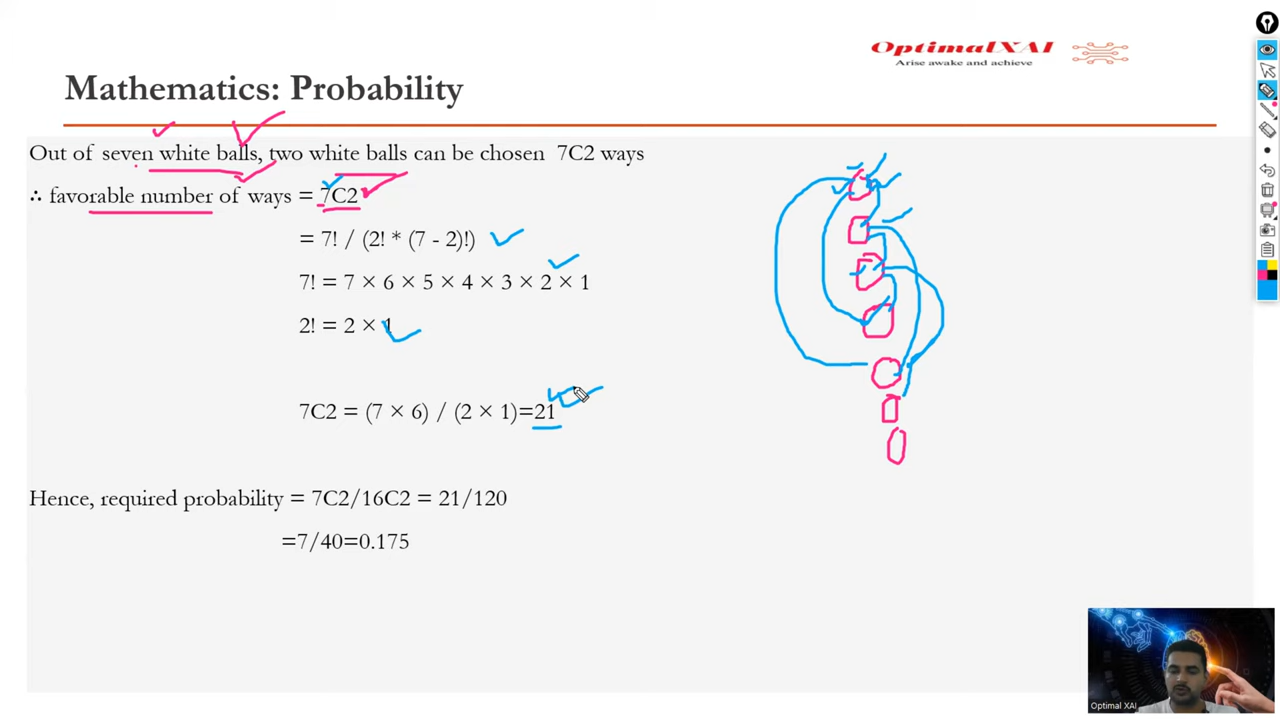 OptimalXAI
Arise awake and achieve
Mathematics: Probability
Out of seven white balls, two white balls can be chosen 7C2 ways
∴ favorable number of ways = 7C2
= 7! / (2! * (7 - 2)!)
7! = 7 × 6 × 5 × 4 × 3 × 2 × 1
2! = 2 × 1
7C2 = (7 × 6) / (2 × 1)=21
Hence, required probability = 7C2/16C2 = 21/120
=7/40=0.175
Optimal XAI